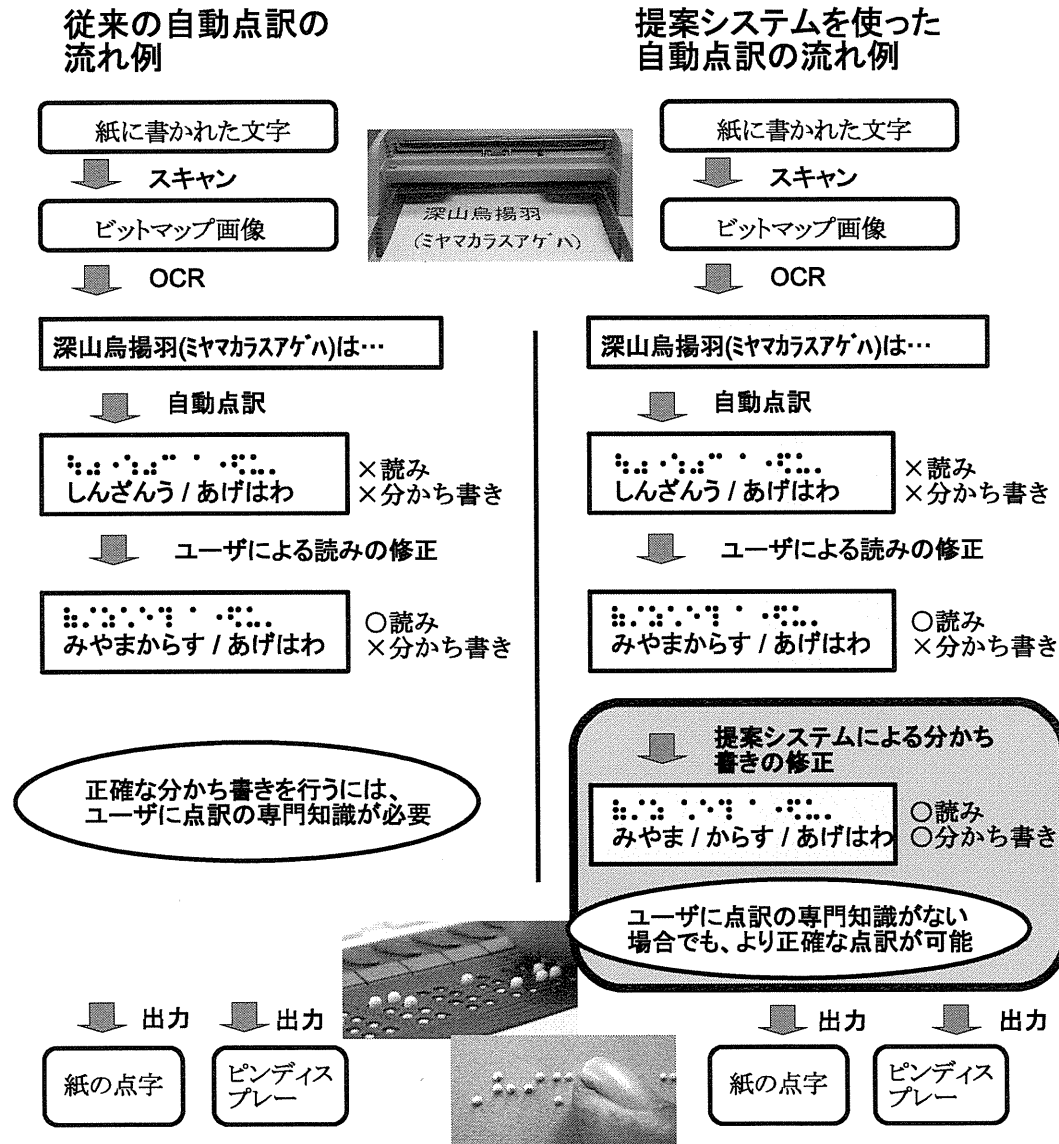 従来の自動点訳の
流れ例
紙に書かれた文字
スキャン
ビットマップ画像
OCR
深山烏揚羽(ミヤマカラスアゲハ)は…
自動点訳
⠳⠴⠐⠱⠴⠉ ⠁⠐⠫⠥⠄
しんざんう / あげはわ
×読み
×分かち書き
ユーザによる読みの修正
みやまからす / あげはわ
○読み
×分かち書き
正確な分かち書きを行うには、
ユーザに点訳の専門知識が必要
出力
出力
紙の点字
ピンディス
プレー
深山烏揚羽
(ミヤマカラスアゲハ)
提案システムを使った
自動点訳の流れ例
紙に書かれた文字
スキャン
ビットマップ画像
OCR
深山烏揚羽(ミヤマカラスアゲハ)は…
自動点訳
しんざんう / あげはわ
×読み
×分かち書き
ユーザによる読みの修正
みやまからす / あげはわ
○読み
×分かち書き
提案システムによる分かち
書きの修正
みやま / からす / あげはわ
○読み
○分かち書き
ユーザに点訳の専門知識がない
場合でも、より正確な点訳が可能
出力
出力
紙の点字
ピンディス
プレー